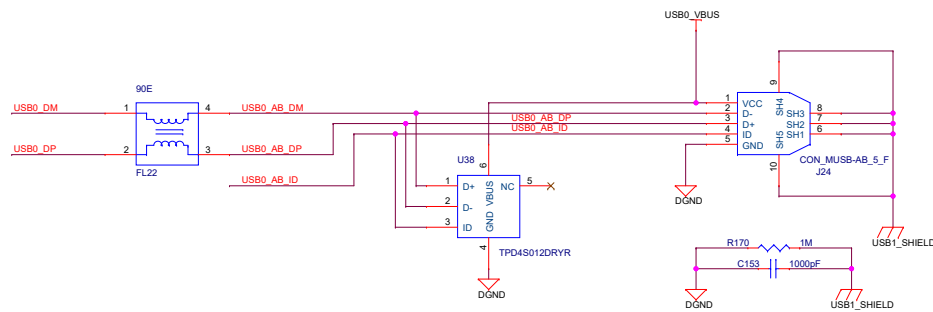 USB0_VBUS
90E
USB0_DM 1 4 USB0_AB_DM
USB0_DP 2 3 USB0_AB_DP
FL22
USB0_AB_ID
USB0_AB_DP
USB0_AB_ID
1 VCC
2 D-
3 D+
4 ID
5 GND
9 SH4
SH3 8
SH2 7
SH1 6
SH5 10
CON_MUSB-AB_5_F
J24
DGND
USB1_SHIELD
U38
6 VBUS
1 D+
2 D-
3 ID
NC 5
GND 4
TPD4S012DRYR
DGND
R170 1M
C153 1000pF
DGND
USB1_SHIELD